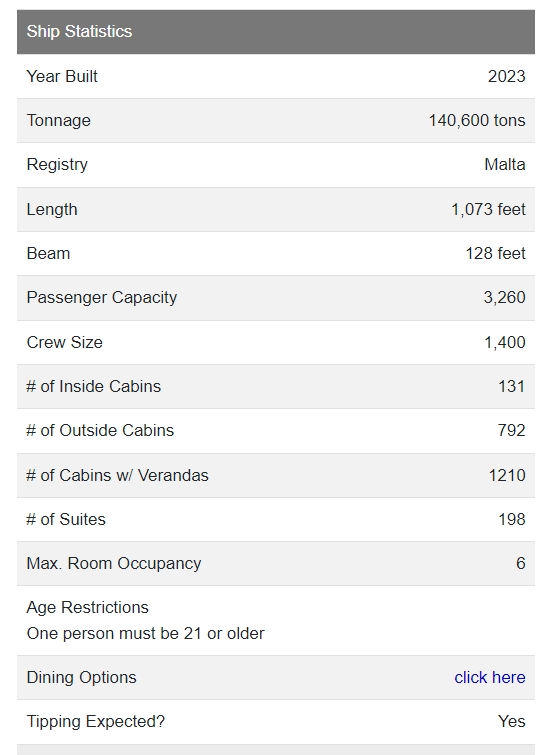 Ship Statistics
Year Built 2023
Tonnage 140,600 tons
Registry Malta
Length 1,073 feet
Beam 128 feet
Passenger Capacity 3,260
Crew Size 1,400
# of Inside Cabins 131
# of Outside Cabins 792
# of Cabins w/ Verandas 1210
# of Suites 198
Max. Room Occupancy 6
Age Restrictions
One person must be 21 or older
Dining Options click here
Tipping Expected? Yes